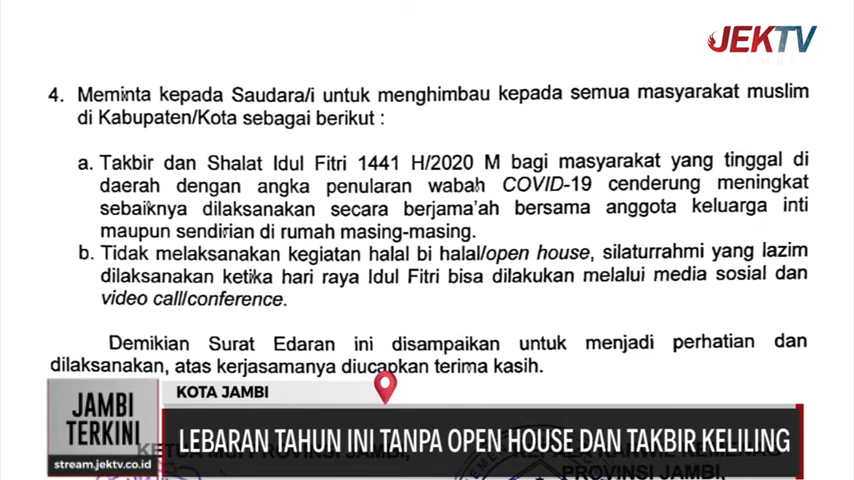 JEKTV
4. Meminta kepada Saudara/i untuk menghimbau kepada semua masyarakat muslim
di Kabupaten/Kota sebagai berikut :
a. Takbir dan Shalat Idul Fitri 1441 H/2020 M bagi masyarakat yang tinggal di
daerah dengan angka penularan wabah COVID-19 cenderung meningkat
sebaiknya dilaksanakan secara berjama'ah bersama anggota keluarga inti
maupun sendirian di rumah masing-masing.
b. Tidak melaksanakan kegiatan halal bi halal/open house, silaturrahmi yang lazim
dilaksanakan ketika hari raya Idul Fitri bisa dilakukan melalui media sosial dan
video call/conference.
Demikian Surat Edaran ini disampaikan untuk menjadi perhatian dan
dilaksanakan, atas kerjasamanya diucapkan terima kasih.
JAMBI
TERKINI
stream.jektv.co.id
KOTA JAMBI
LEBARAN TAHUN INI TANPA OPEN HOUSE DAN TAKBIR KELILING
PROVINSI JAMBI,